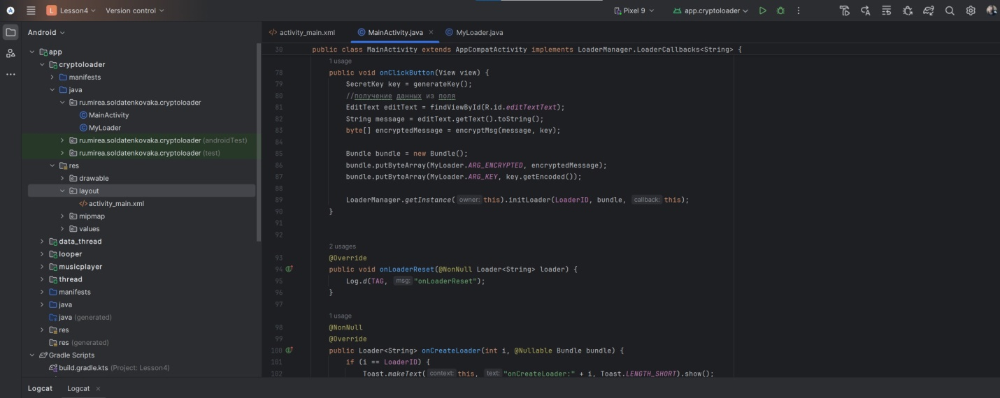 L Lesson4 Version control Pixel 9 app.cryptoloader
Android
app
cryptoloader
manifests
java
ru.mirea.soldatenkovaka.cryptoloader
MainActivity
MyLoader
ru.mirea.soldatenkovaka.cryptoloader (androidTest)
ru.mirea.soldatenkovaka.cryptoloader (test)
res
drawable
layout
activity_main.xml
mipmap
values
data_thread
looper
musicplayer
thread
manifests
java
java (generated)
res
res (generated)
Gradle Scripts
build.gradle.kts (Project: Lesson4)
activity_main.xml MainActivity.java MyLoader.java
30 public class MainActivity extends AppCompatActivity implements LoaderManager.LoaderCallbacks<String> {
1 usage
78 public void onClickButton(View view) {
79 SecretKey key = generateKey();
80 //получение данных из поля
81 EditText editText = findViewById(R.id.editTextText);
82 String message = editText.getText().toString();
83 byte[] encryptedMessage = encryptMsg(message, key);
84
85 Bundle bundle = new Bundle();
86 bundle.putByteArray(MyLoader.ARG_ENCRYPTED, encryptedMessage);
87 bundle.putByteArray(MyLoader.ARG_KEY, key.getEncoded());
88
89 LoaderManager.getInstance( owner: this).initLoader(LoaderID, bundle, callback: this);
90 }
91
92
2 usages
93 @Override
94 public void onLoaderReset(@NonNull Loader<String> loader) {
95 Log.d(TAG, msg: "onLoaderReset");
96 }
97
1 usage
98 @NonNull
99 @Override
100 public Loader<String> onCreateLoader(int i, @Nullable Bundle bundle) {
101 if (i == LoaderID) {
102 Toast.makeText( context: this, text: "onCreateLoader:" + i, Toast.LENGTH_SHORT).show();
Logcat Logcat